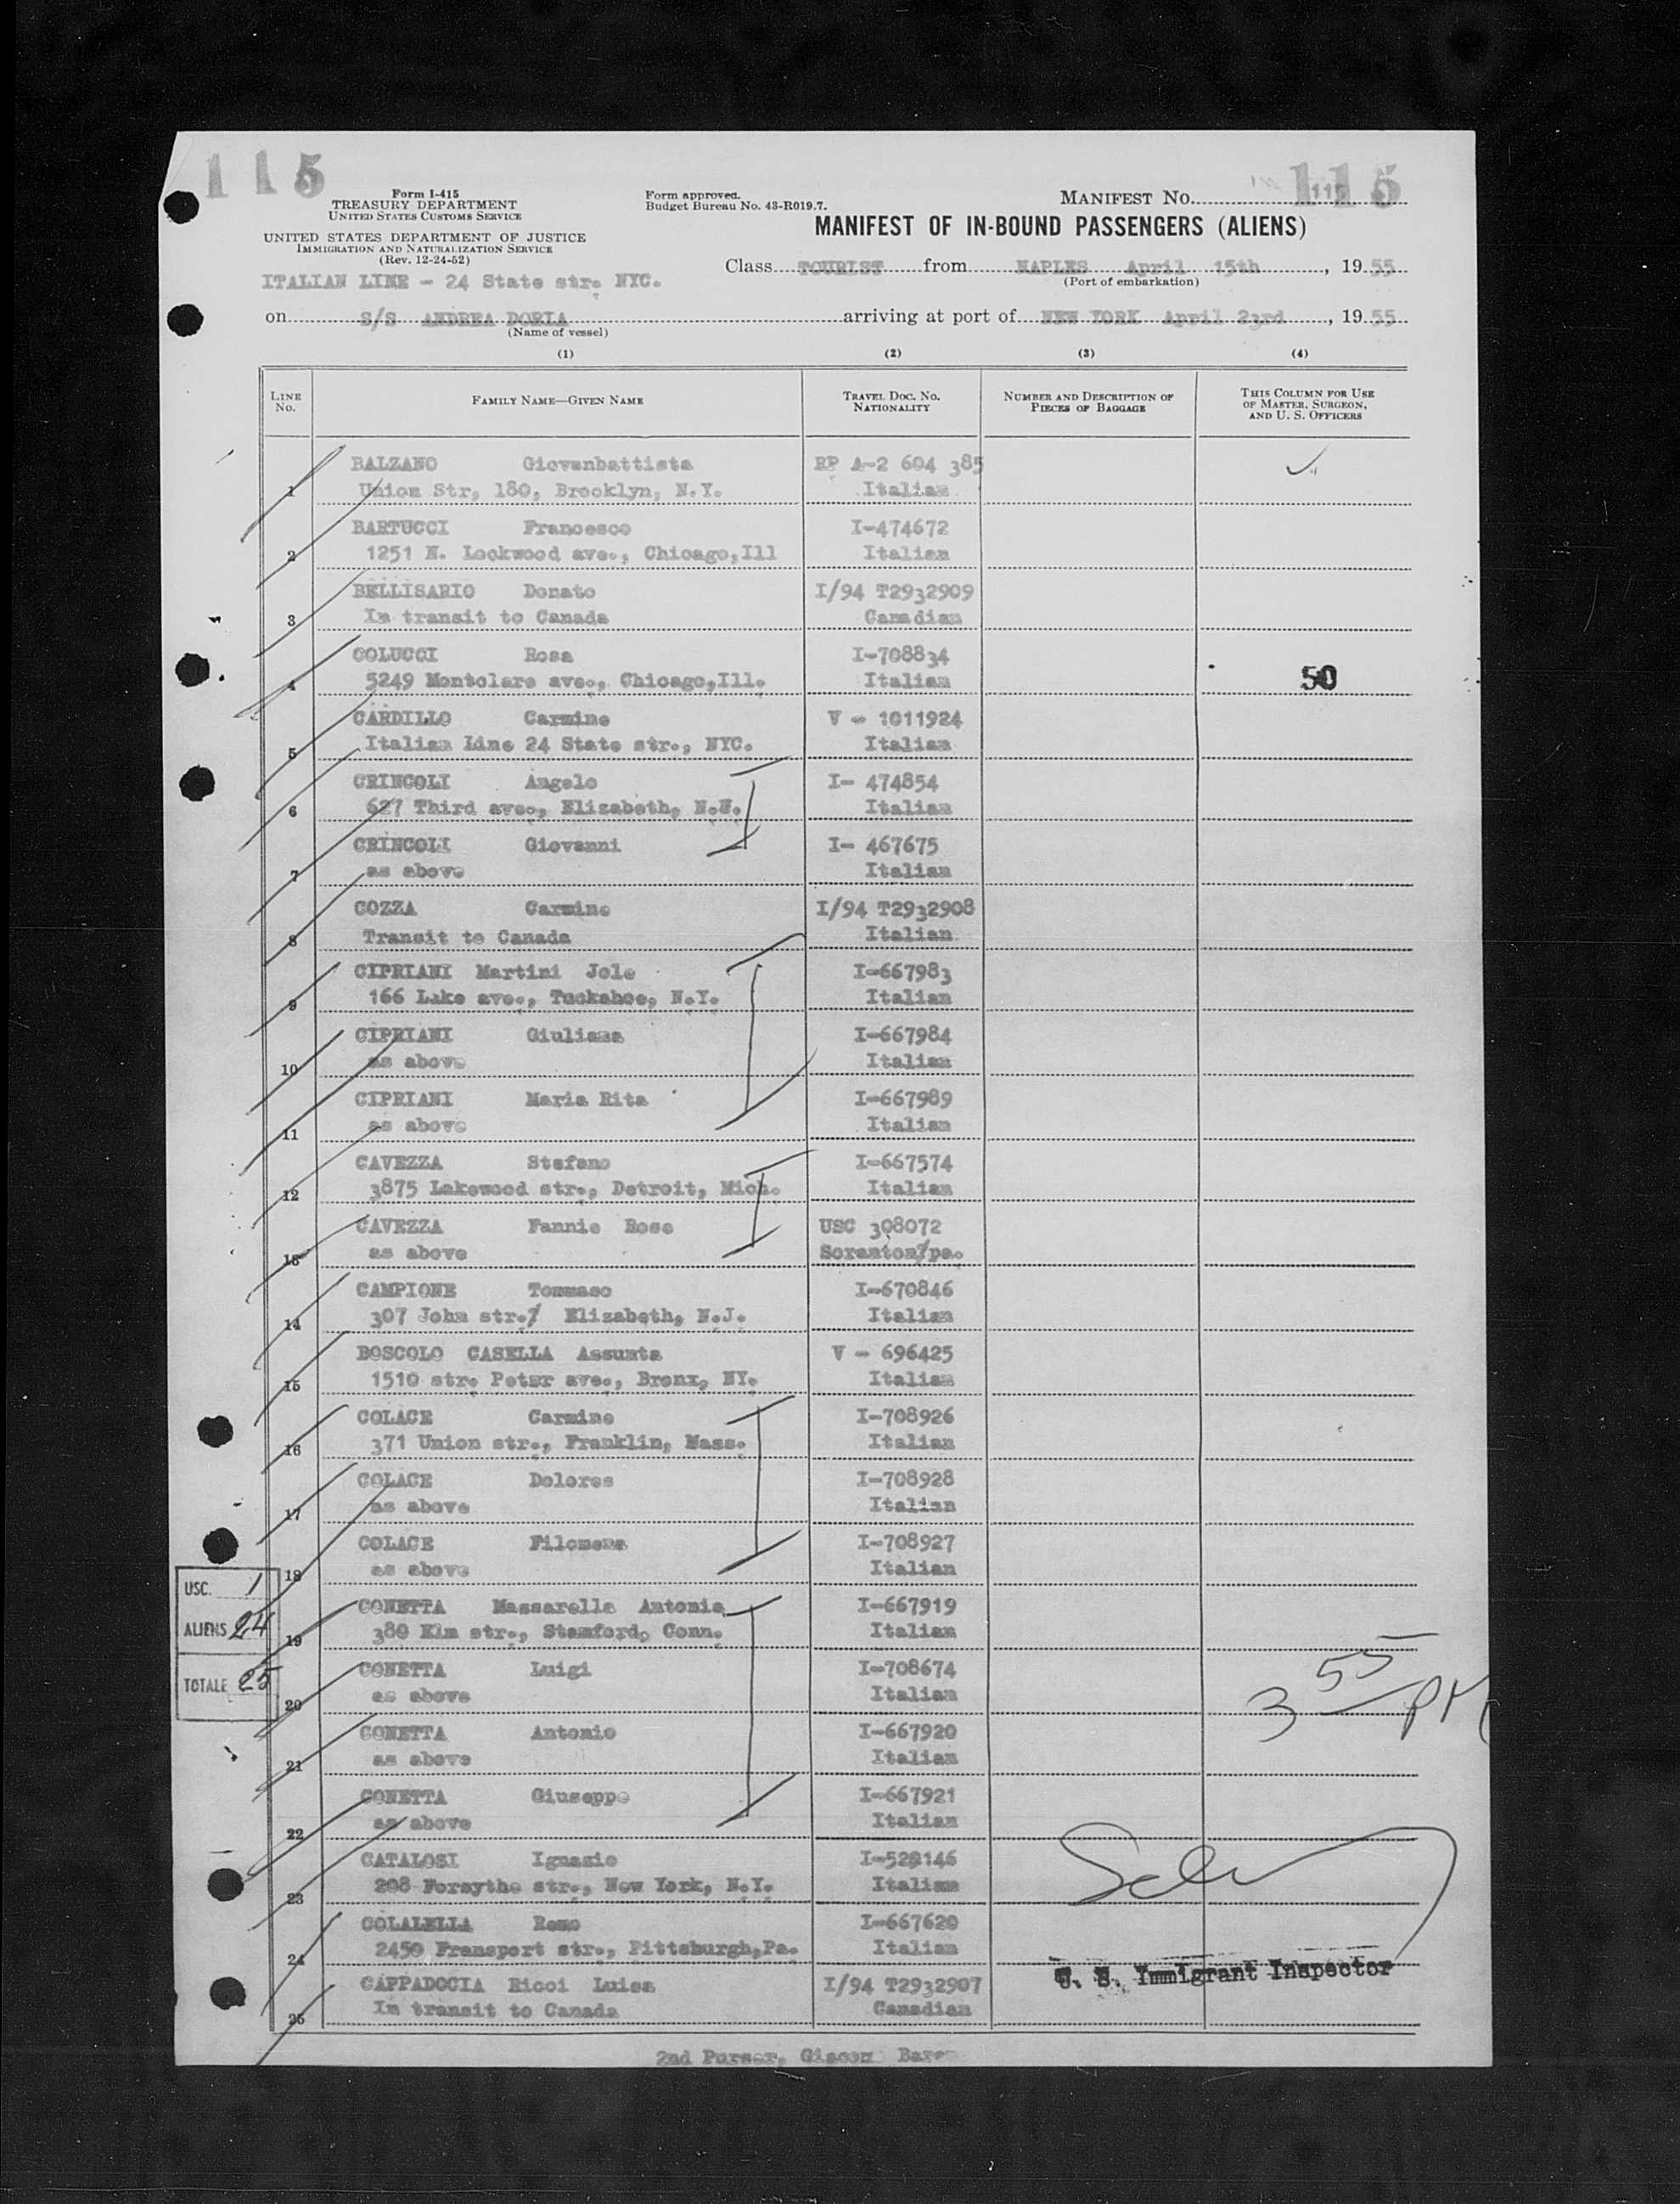 115
115
Form I-415
TREASURY DEPARTMENT
UNITED STATES CUSTOMS SERVICE
UNITED STATES DEPARTMENT OF JUSTICE
IMMIGRATION AND NATURALIZATION SERVICE
(Rev. 12-24-52)
Form approved.
Budget Bureau No. 43-R019.7.
MANIFEST NO. 115
MANIFEST OF IN-BOUND PASSENGERS (ALIENS)
ITALIAN LINE - 24 State str. NYC.
Class TOURIST from NAPLES April 15th, 19 55
(Port of embarkation)
on S/S ANDREA DORIA arriving at port of NEW YORK April 23rd, 19 55
(Name of vessel)
(1) (2) (3) (4)
LINE No. FAMILY NAME—GIVEN NAME TRAVEL DOC. NO. NATIONALITY NUMBER AND DESCRIPTION OF PIECES OF BAGGAGE THIS COLUMN FOR USE OF MASTER, SURGEON, AND U. S. OFFICERS
BALZANO Giovanbattista RP A-2 604 385
1 Union Str, 180, Brooklyn, N.Y. Italian
BARTUCCI Francesco I-474672
2 1251 N. Lockwood ave., Chicago,Ill Italian
BELLISARIO Donato I/94 T2932909
3 In transit to Canada Canadian
COLUCCI Rosa I-708834
4 5249 Montclare ave., Chicago,Ill. Italian 50
CARDILLO Carmine V - 1011924
5 Italian Line 24 State str., NYC. Italian
CRINCOLI Angelo I- 474854
6 627 Third ave., Elizabeth, N.J. Italian
CRINCOLI Giovanni I- 467675
7 as above Italian
COZZA Carmine I/94 T2932908
8 Transit to Canada Italian
CIPRIANI Martini Jole I-667983
9 166 Lake ave., Tuckahoe, N.Y. Italian
CIPRIANI Giuliana I-667984
10 as above Italian
CIPRIANI Maria Rita I-667989
11 as above Italian
CAVEZZA Stefano I-667574
12 3875 Lakewood str., Detroit, Mich. Italian
CAVEZZA Fannie Rose USC 308072
13 as above Scranton/pa.
CAMPIONE Tommaso I-670846
14 307 John str./ Elizabeth, N.J. Italian
BOSCOLO CASELLA Assunta V - 696425
15 1510 str. Peter ave., Bronx, NY. Italian
COLACE Carmine I-708926
16 371 Union str., Franklin, Mass. Italian
COLACE Dolores I-708928
17 as above Italian
COLACE Filomena I-708927
18 as above Italian
USC. 1
ALIENS 24
TOTALE 25
CONETTA Massarella Antonia I-667919
19 380 Elm str., Stamford, Conn. Italian
CONETTA Luigi I-708674
20 as above Italian
3 55 PM
CONETTA Antonio I-667920
21 as above Italian
CONETTA Giuseppe I-667921
22 as above Italian
CATALOSI Ignazio I-528146
23 208 Forsythe str., New York, N.Y. Italian
COLALELLA Remo I-667620
24 2450 Transport str., Pittsburgh,Pa. Italian
U. S. Immigrant Inspector
CAPPADOCIA Ricci Luisa I/94 T2932907
25 In transit to Canada Canadian
2nd Purser,